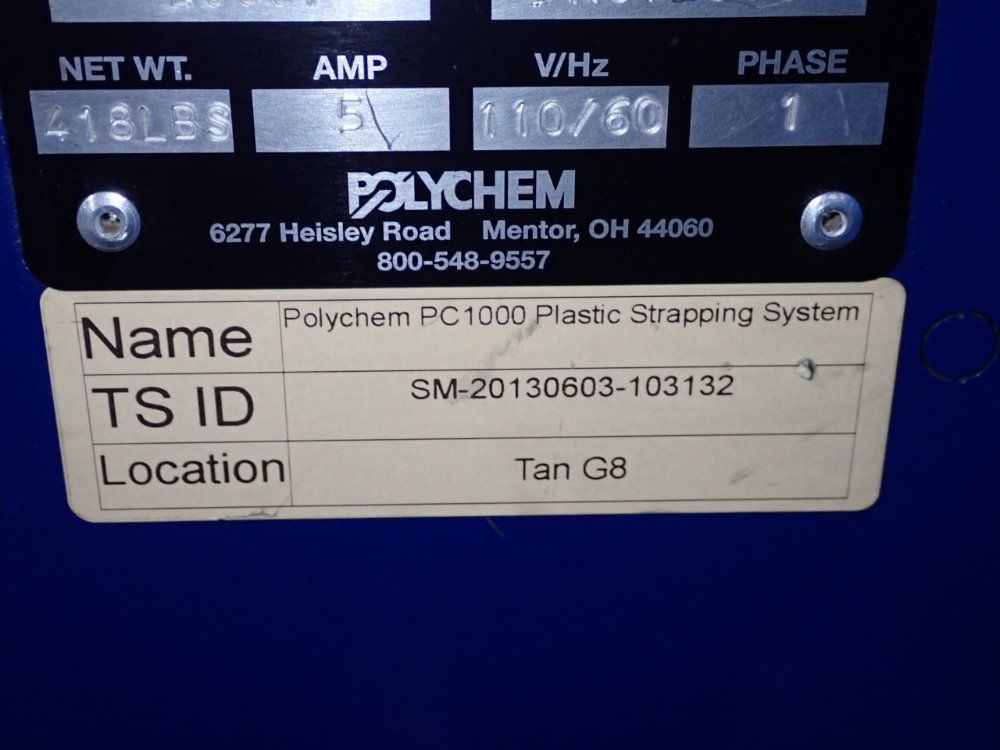 NET WT. AMP V/Hz PHASE
418LBS 5 110/60 1
POLYCHEM
6277 Heisley Road Mentor, OH 44060
800-548-9557
Name Polychem PC1000 Plastic Strapping System
TS ID SM-20130603-103132
Location Tan G8